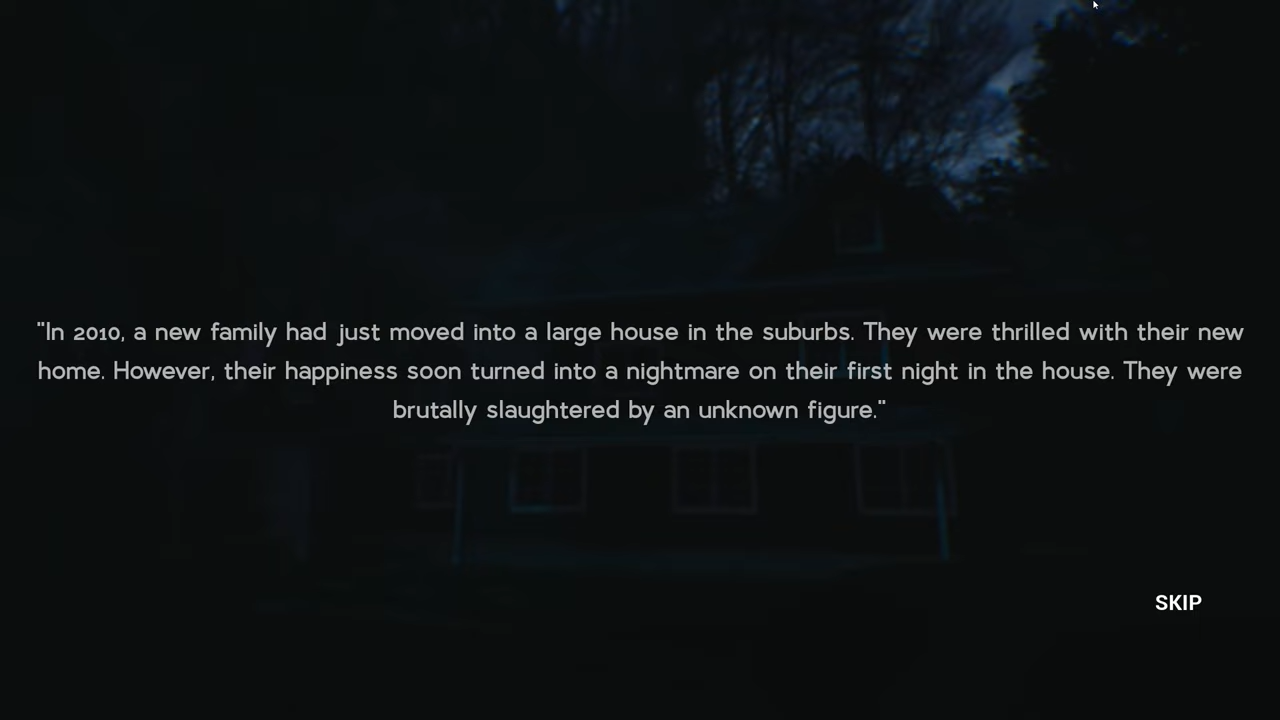 "In 2010, a new family had just moved into a large house in the suburbs. They were thrilled with their new
home. However, their happiness soon turned into a nightmare on their first night in the house. They were
brutally slaughtered by an unknown figure."
SKIP